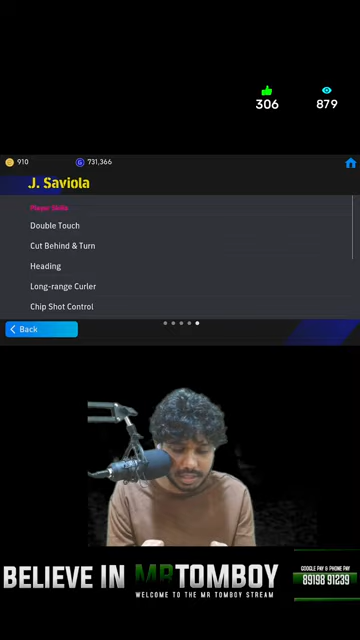 306
879
910
731,366
J. Saviola
Player Skills
Double Touch
Cut Behind & Turn
Heading
Long-range Curler
Chip Shot Control
Back
BELIEVE IN MRTOMBOY
WELCOME TO THE MR TOMBOY STREAM
GOOGLE PAY & PHONE PAY
89198 91239